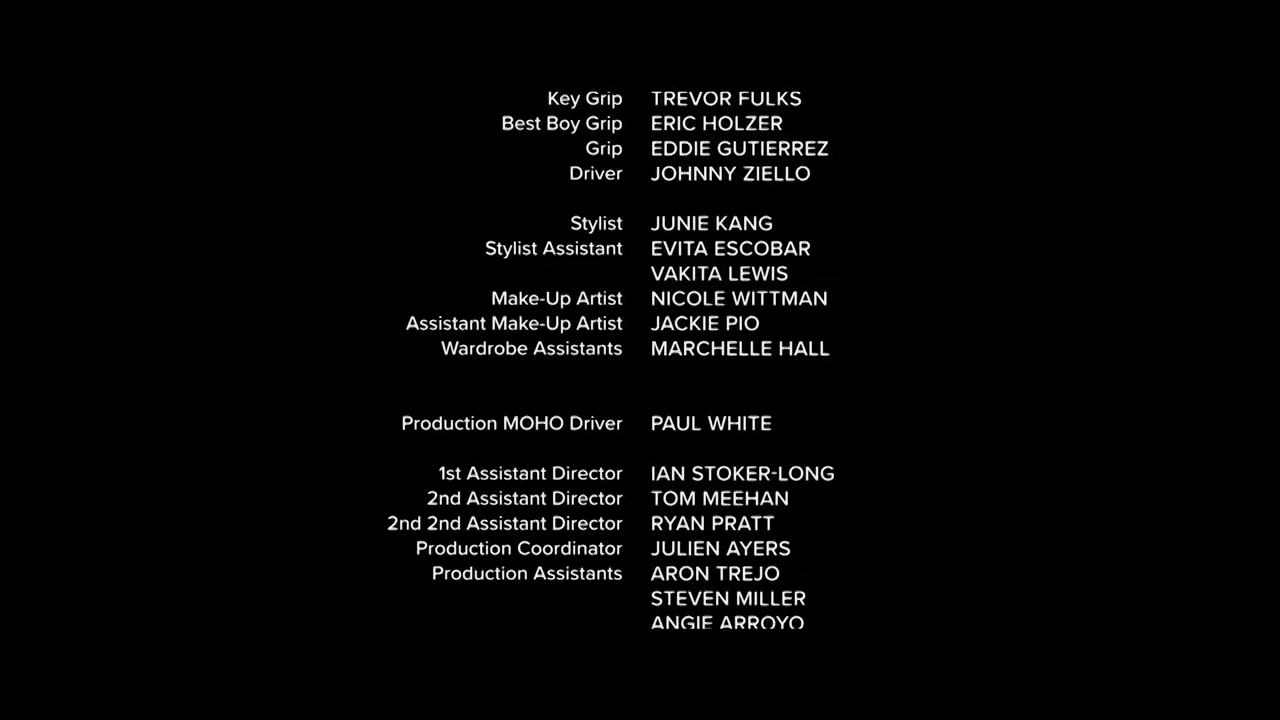 Key Grip TREVOR FULKS
Best Boy Grip ERIC HOLZER
Grip EDDIE GUTIERREZ
Driver JOHNNY ZIELLO
Stylist JUNIE KANG
Stylist Assistant EVITA ESCOBAR
VAKITA LEWIS
Make-Up Artist NICOLE WITTMAN
Assistant Make-Up Artist JACKIE PIO
Wardrobe Assistants MARCHELLE HALL
Production MOHO Driver PAUL WHITE
1st Assistant Director IAN STOKER-LONG
2nd Assistant Director TOM MEEHAN
2nd 2nd Assistant Director RYAN PRATT
Production Coordinator JULIEN AYERS
Production Assistants ARON TREJO
STEVEN MILLER
ANGIE ARROYO